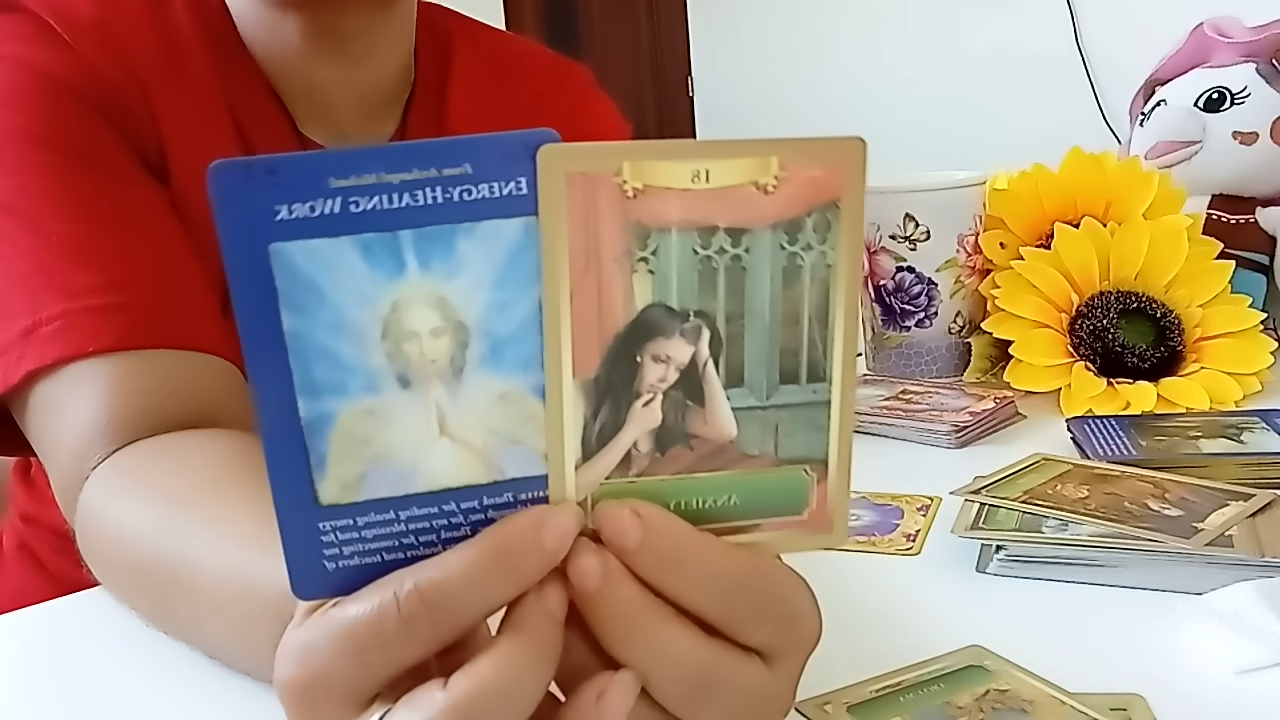 From Archangel Michael
ENERGY-HEALING WORK
Thank you for sending healing energy
through me, for my own blessings and for
Thank you for connecting me
healers and teachers of
18
ANXIETY